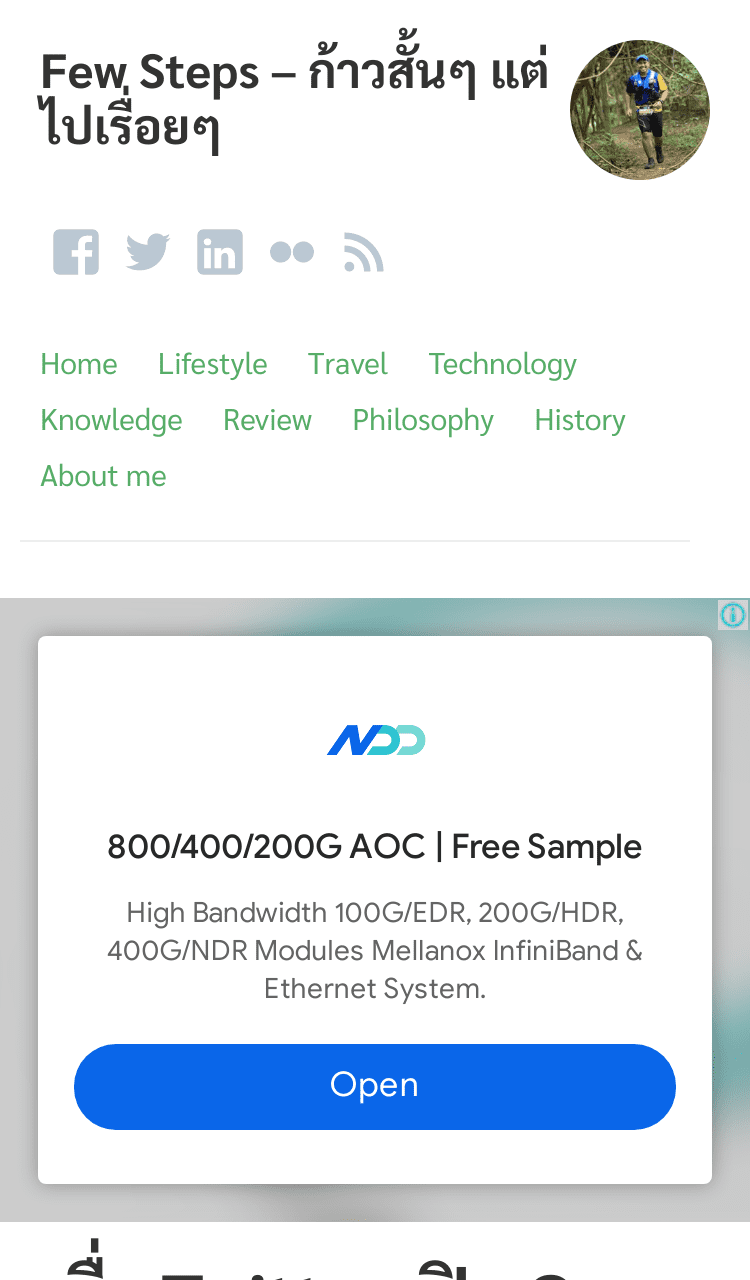 Few Steps – ก้าวสั้นๆ แต่
ไปเรื่อยๆ
Home Lifestyle Travel Technology
Knowledge Review Philosophy History
About me
NDD
800/400/200G AOC | Free Sample
High Bandwidth 100G/EDR, 200G/HDR,
400G/NDR Modules Mellanox InfiniBand &
Ethernet System.
Open